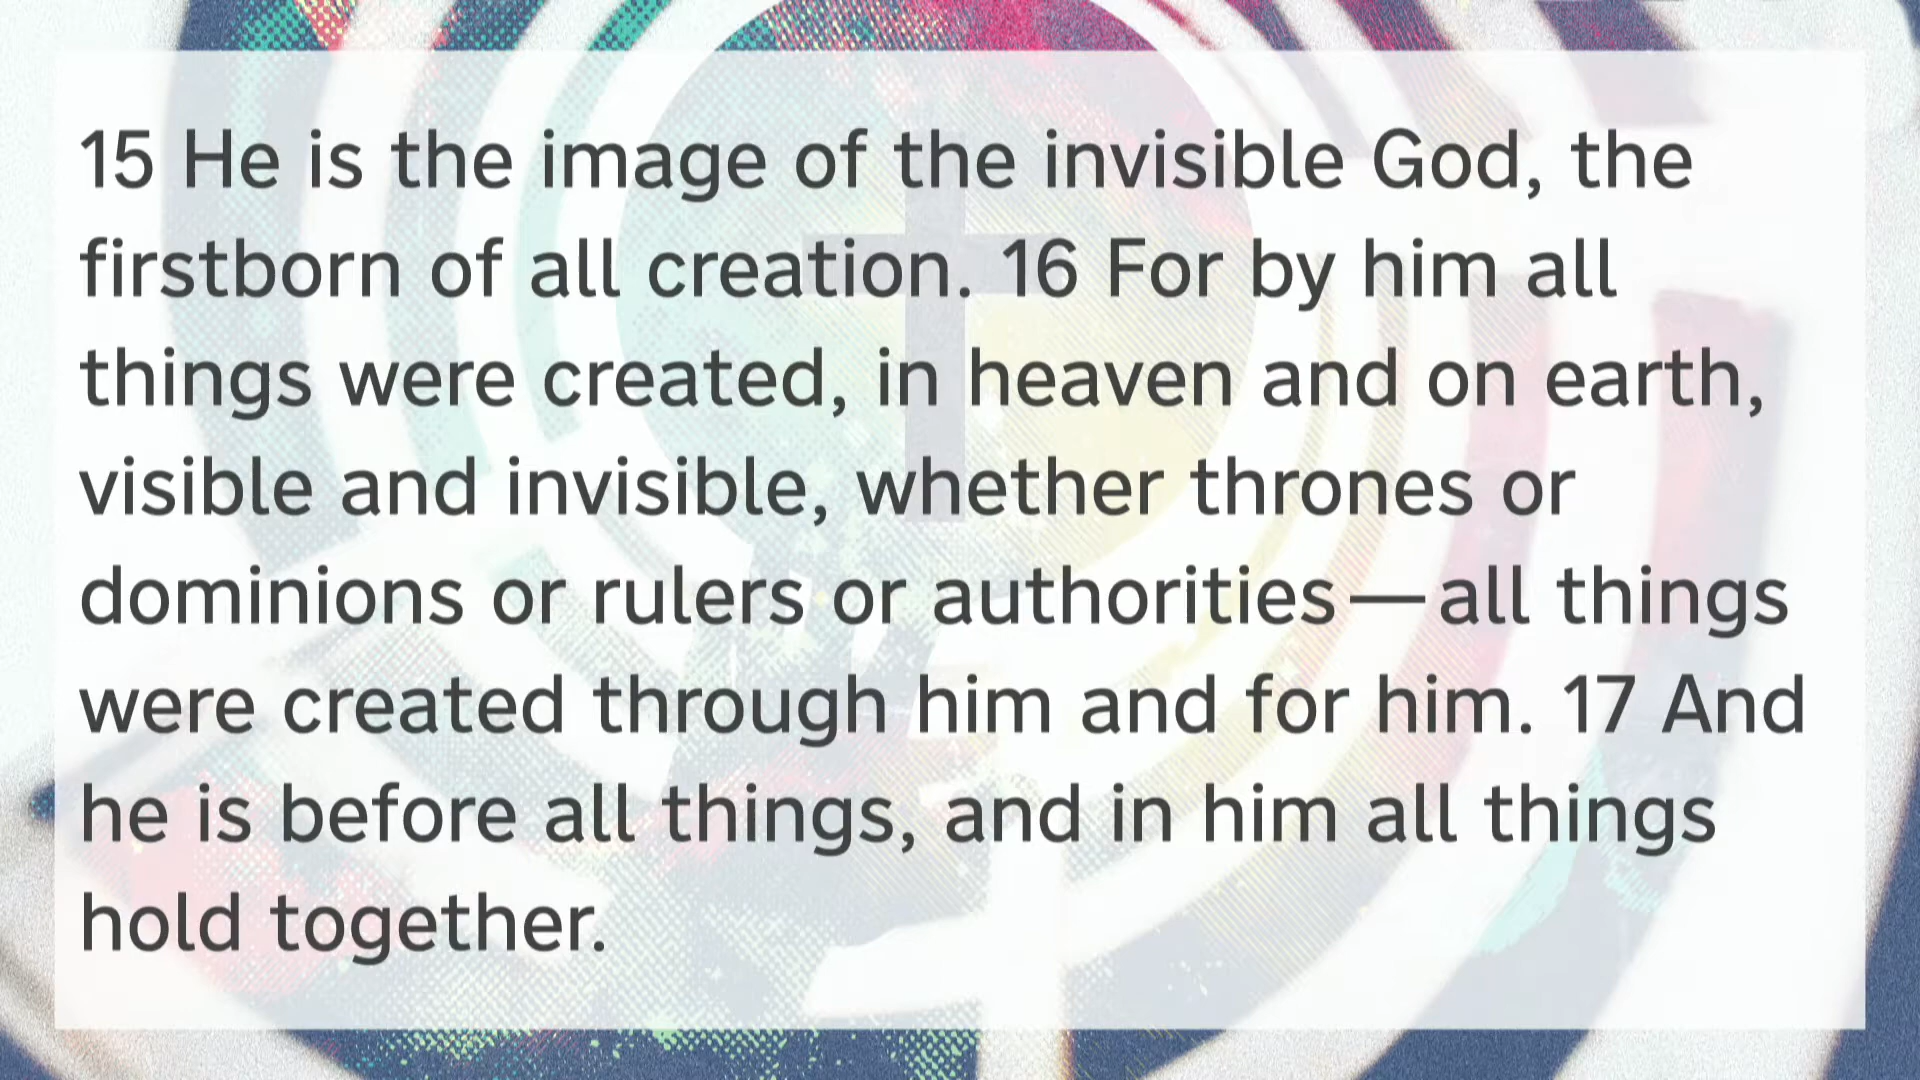 15 He is the image of the invisible God, the
firstborn of all creation. 16 For by him all
things were created, in heaven and on earth,
visible and invisible, whether thrones or
dominions or rulers or authorities—all things
were created through him and for him. 17 And
he is before all things, and in him all things
hold together.